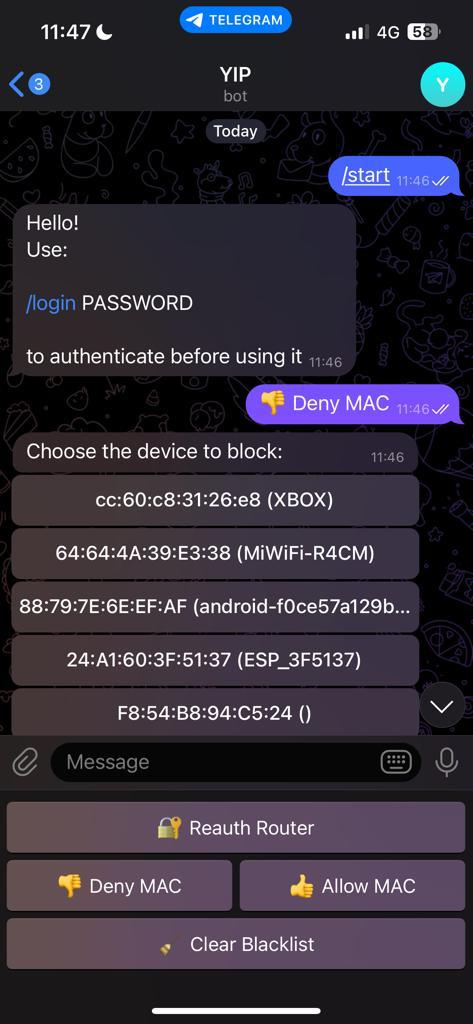 11:47
TELEGRAM
4G
58
3
YIP
bot
Y
Today
/start 11:46
Hello!
Use:
/login PASSWORD
to authenticate before using it 11:46
👎 Deny MAC 11:46
Choose the device to block: 11:46
cc:60:c8:31:26:e8 (XBOX)
64:64:4A:39:E3:38 (MiWiFi-R4CM)
88:79:7E:6E:EF:AF (android-f0ce57a129b...
24:A1:60:3F:51:37 (ESP_3F5137)
F8:54:B8:94:C5:24 ()
Message
🔐 Reauth Router
👎 Deny MAC
👍 Allow MAC
🧹 Clear Blacklist